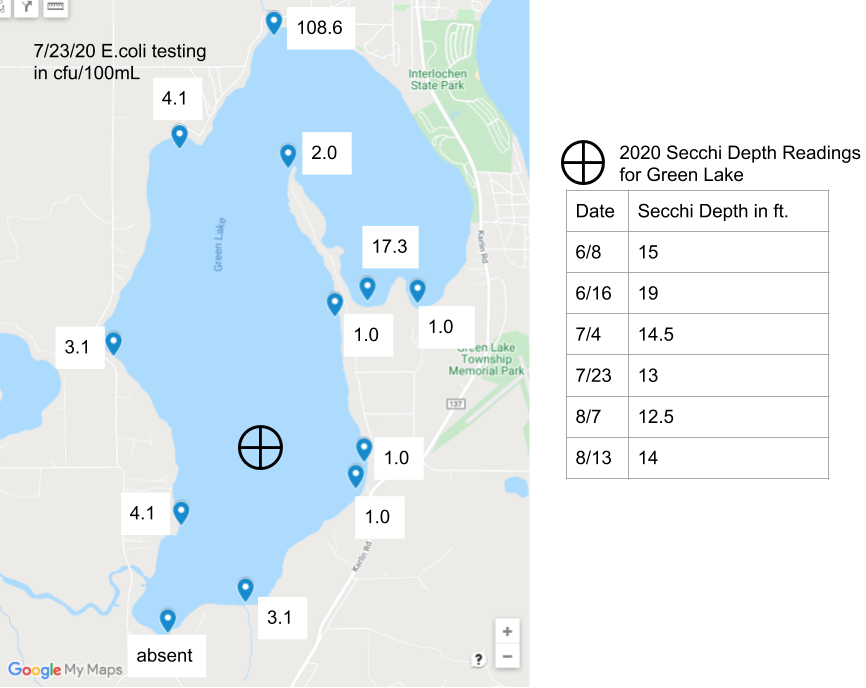 7/23/20 E.coli testing
in cfu/100mL
108.6
4.1
Interlochen
State Park
2.0
17.3
Green Lake
Karlin Rd
1.0
1.0
3.1
Green Lake
Township
Memorial Park
137
1.0
4.1
1.0
Karlin Rd
3.1
absent
Google My Maps
+
−
?
2020 Secchi Depth Readings
for Green Lake
Date Secchi Depth in ft.
6/8 15
6/16 19
7/4 14.5
7/23 13
8/7 12.5
8/13 14